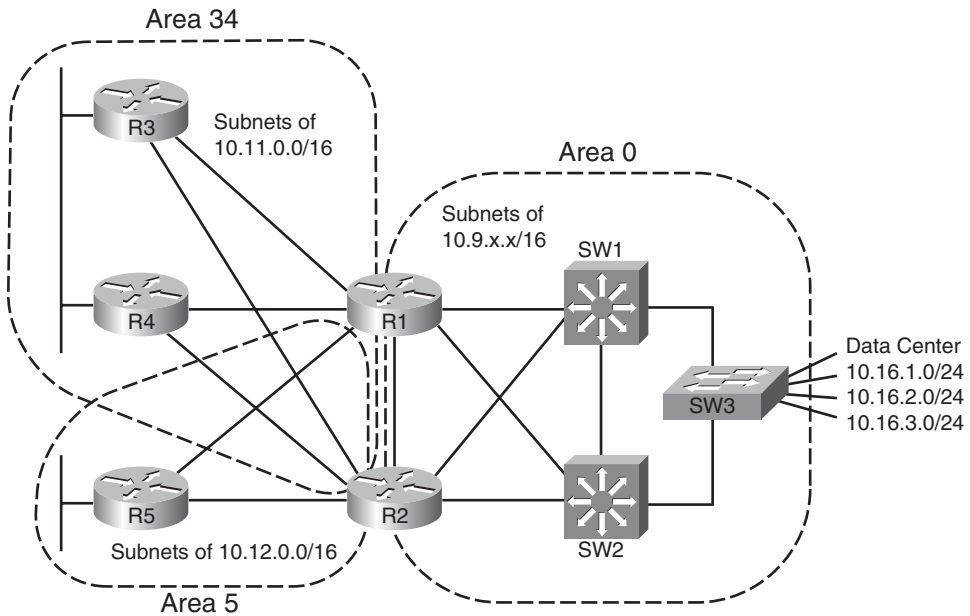 Area 34
R3
Subnets of
10.11.0.0/16
Area 0
Subnets of
10.9.x.x/16
SW1
R4
R1
Data Center
10.16.1.0/24
10.16.2.0/24
10.16.3.0/24
SW3
R5
R2
SW2
Subnets of 10.12.0.0/16
Area 5